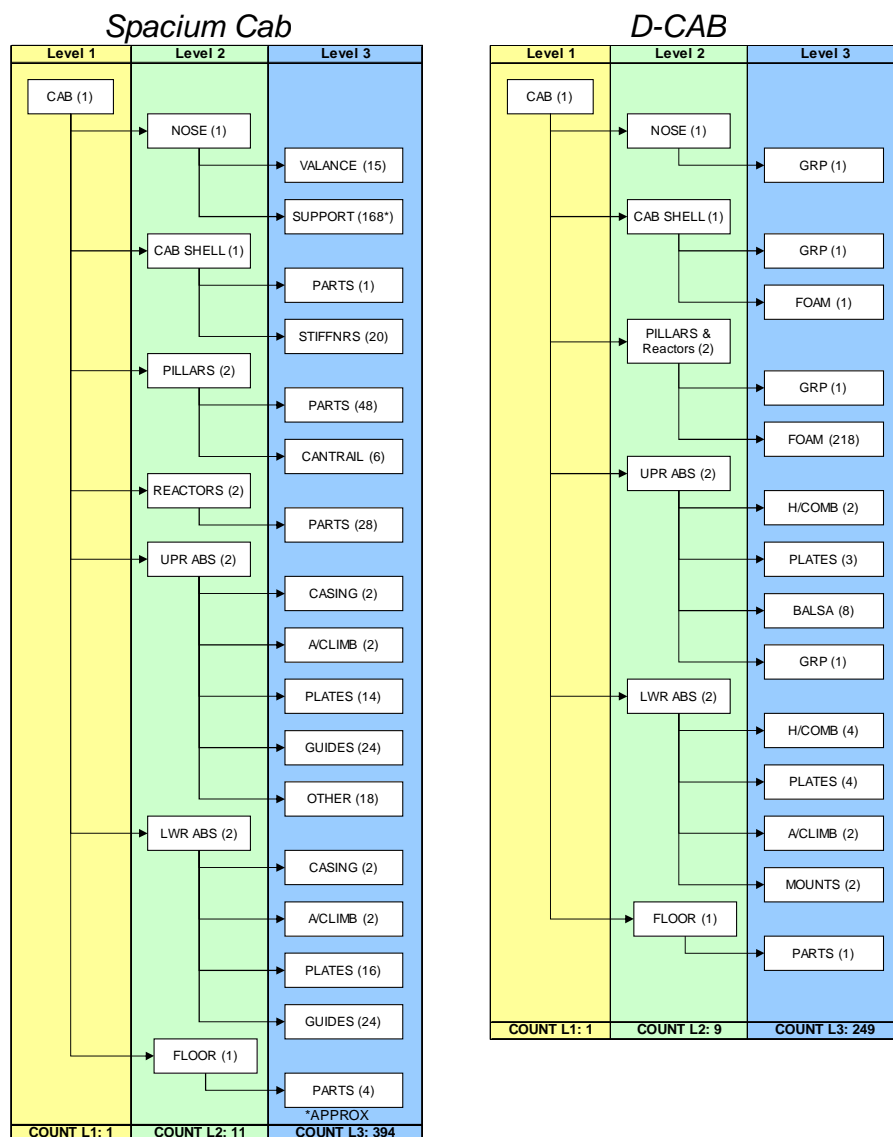 Spacium Cab
Level 1
Level 2
Level 3
CAB (1)
NOSE (1)
VALANCE (15)
SUPPORT (168*)
CAB SHELL (1)
PARTS (1)
STIFFNRS (20)
PILLARS (2)
PARTS (48)
CANTRAIL (6)
REACTORS (2)
PARTS (28)
UPR ABS (2)
CASING (2)
A/CLIMB (2)
PLATES (14)
GUIDES (24)
OTHER (18)
LWR ABS (2)
CASING (2)
A/CLIMB (2)
PLATES (16)
GUIDES (24)
FLOOR (1)
PARTS (4)
*APPROX
COUNT L1: 1
COUNT L2: 11
COUNT L3: 394
D-CAB
Level 1
Level 2
Level 3
CAB (1)
NOSE (1)
GRP (1)
CAB SHELL (1)
GRP (1)
FOAM (1)
PILLARS &
Reactors (2)
GRP (1)
FOAM (218)
UPR ABS (2)
H/COMB (2)
PLATES (3)
BALSA (8)
GRP (1)
LWR ABS (2)
H/COMB (4)
PLATES (4)
A/CLIMB (2)
MOUNTS (2)
FLOOR (1)
PARTS (1)
COUNT L1: 1
COUNT L2: 9
COUNT L3: 249